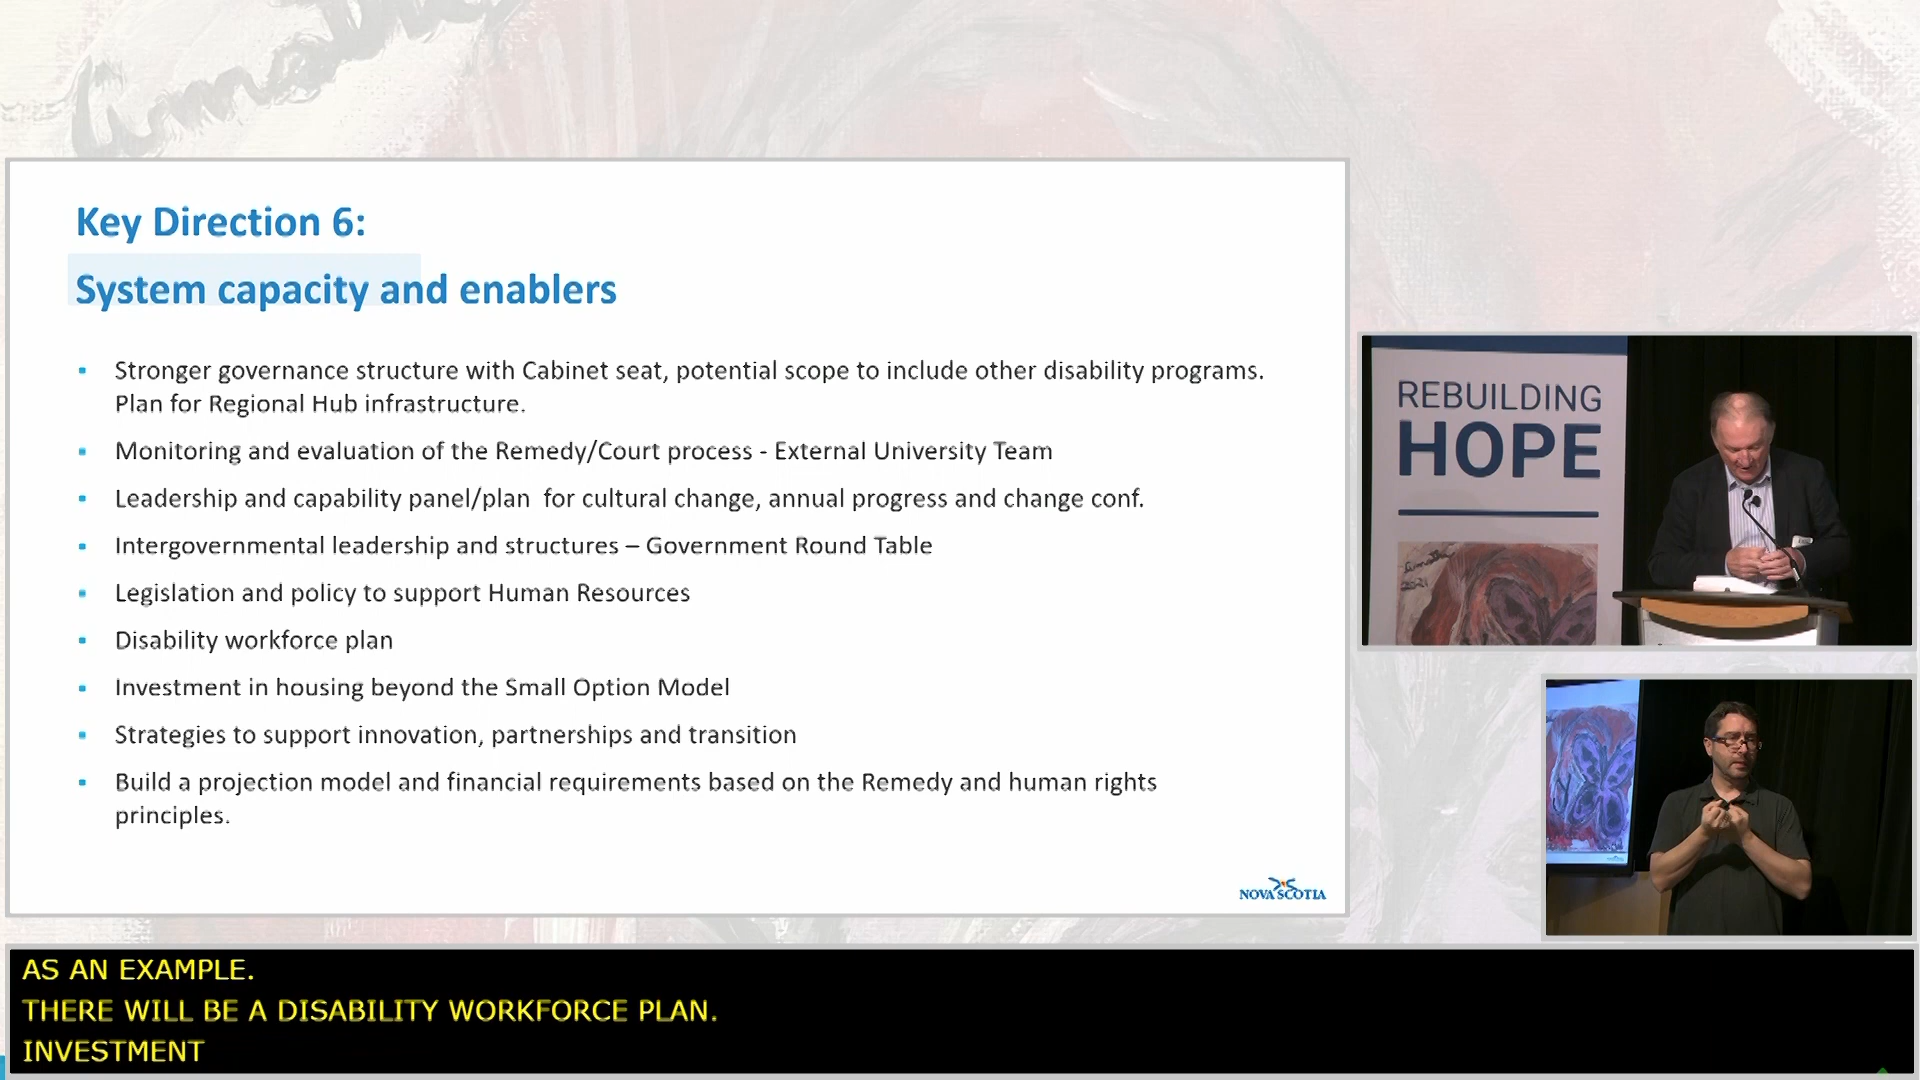 Key Direction 6:
System capacity and enablers
▪ Stronger governance structure with Cabinet seat, potential scope to include other disability programs.
Plan for Regional Hub infrastructure.
▪ Monitoring and evaluation of the Remedy/Court process - External University Team
▪ Leadership and capability panel/plan for cultural change, annual progress and change conf.
▪ Intergovernmental leadership and structures – Government Round Table
▪ Legislation and policy to support Human Resources
▪ Disability workforce plan
▪ Investment in housing beyond the Small Option Model
▪ Strategies to support innovation, partnerships and transition
▪ Build a projection model and financial requirements based on the Remedy and human rights
principles.
NOVA SCOTIA
REBUILDING
HOPE
AS AN EXAMPLE.
THERE WILL BE A DISABILITY WORKFORCE PLAN.
INVESTMENT